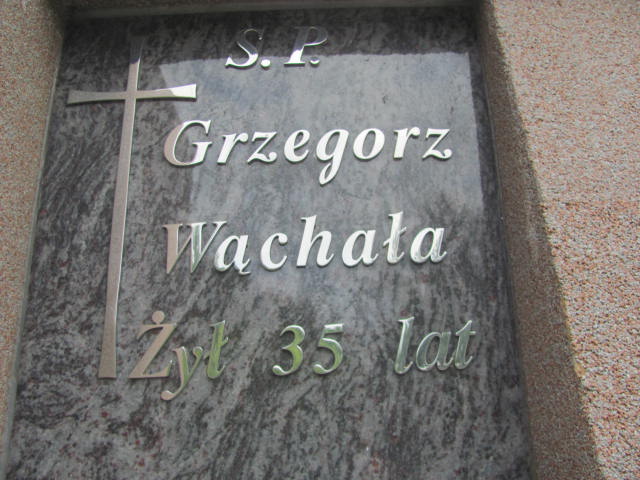 Ś. P.
Grzegorz
Wąchała
Żył 35 lat